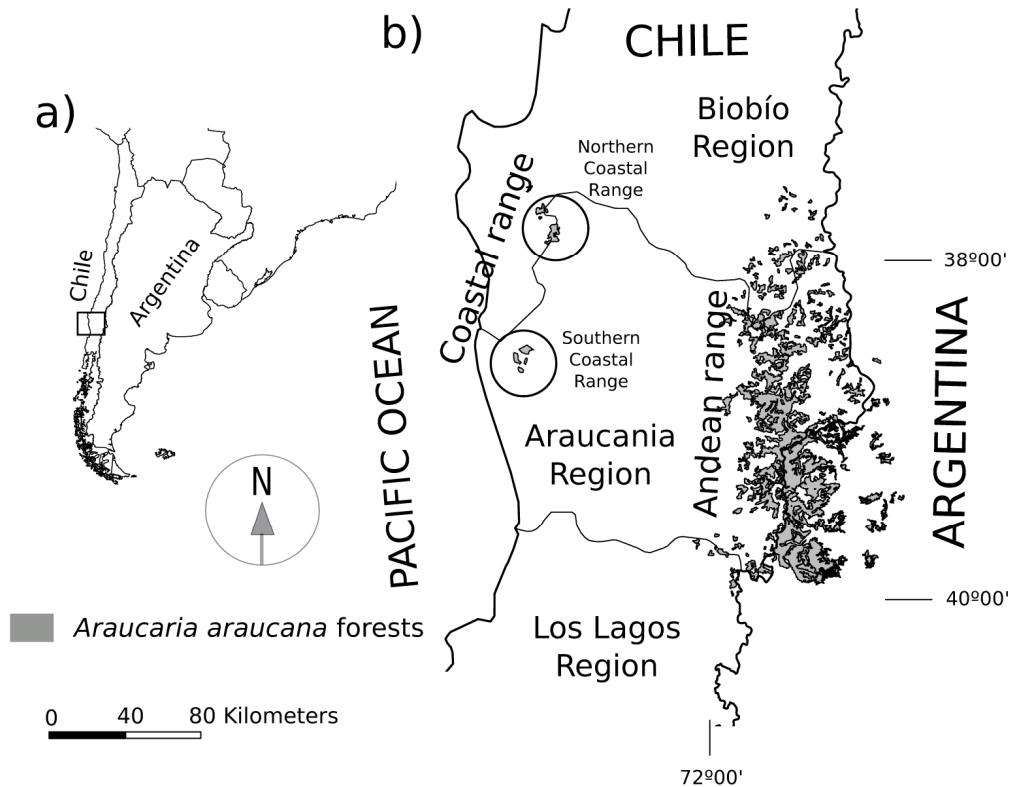 a)
Chile
Argentina
N
Araucaria araucana forests
0 40 80 Kilometers
b)
CHILE
Biobío
Region
Northern
Coastal
Range
Coastal range
Southern
Coastal
Range
PACIFIC OCEAN
Araucania
Region
Andean range
ARGENTINA
38º00'
40º00'
Los Lagos
Region
72º00'